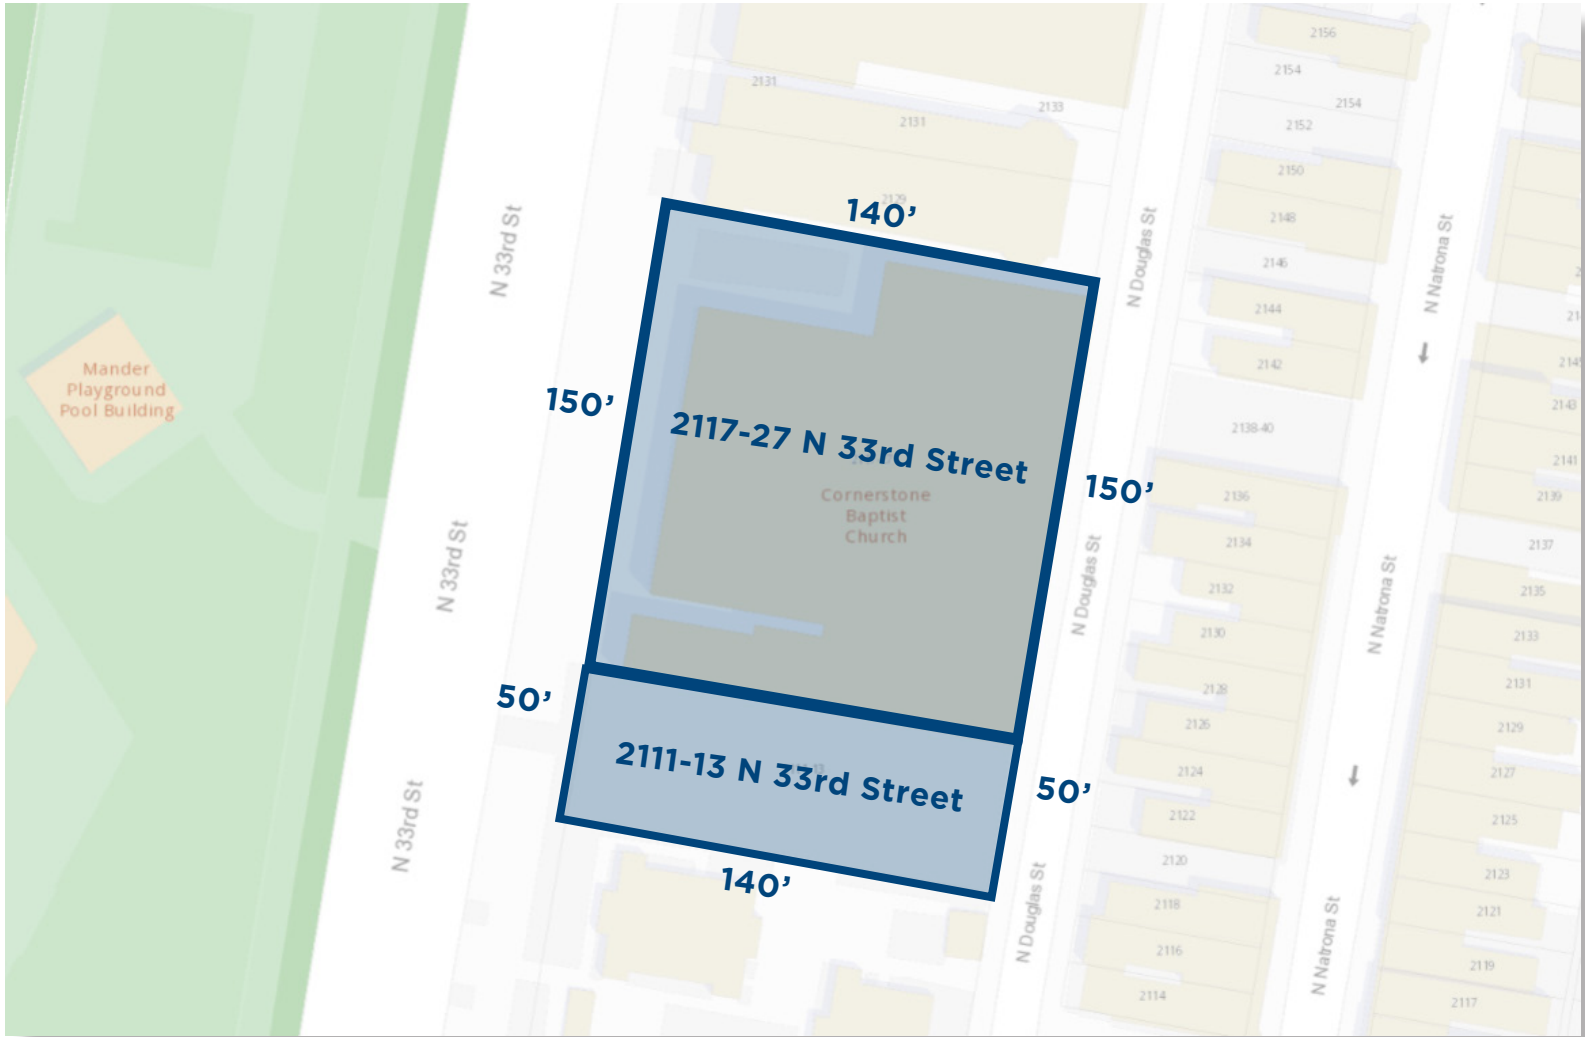 2156
2154
2154
2131
2133
2131
2152
2150
2129
140’
2148
N 33rd St
N Douglas St
N Natrona St
2146
2144
2142
2145
Mander
Playground
Pool Building
150’
2143
2117-27 N 33rd Street
2138-40
2141
150’
Cornerstone
Baptist
Church
2136
2139
2134
2137
N 33rd St
N Douglas St
N Natrona St
2132
2135
2130
2133
50’
2128
2131
2126
2129
2111-13 N 33rd Street
2124
2127
50’
2122
2125
N 33rd St
2120
2123
140’
N Douglas St
N Natrona St
2118
2121
2116
2119
2114
2117